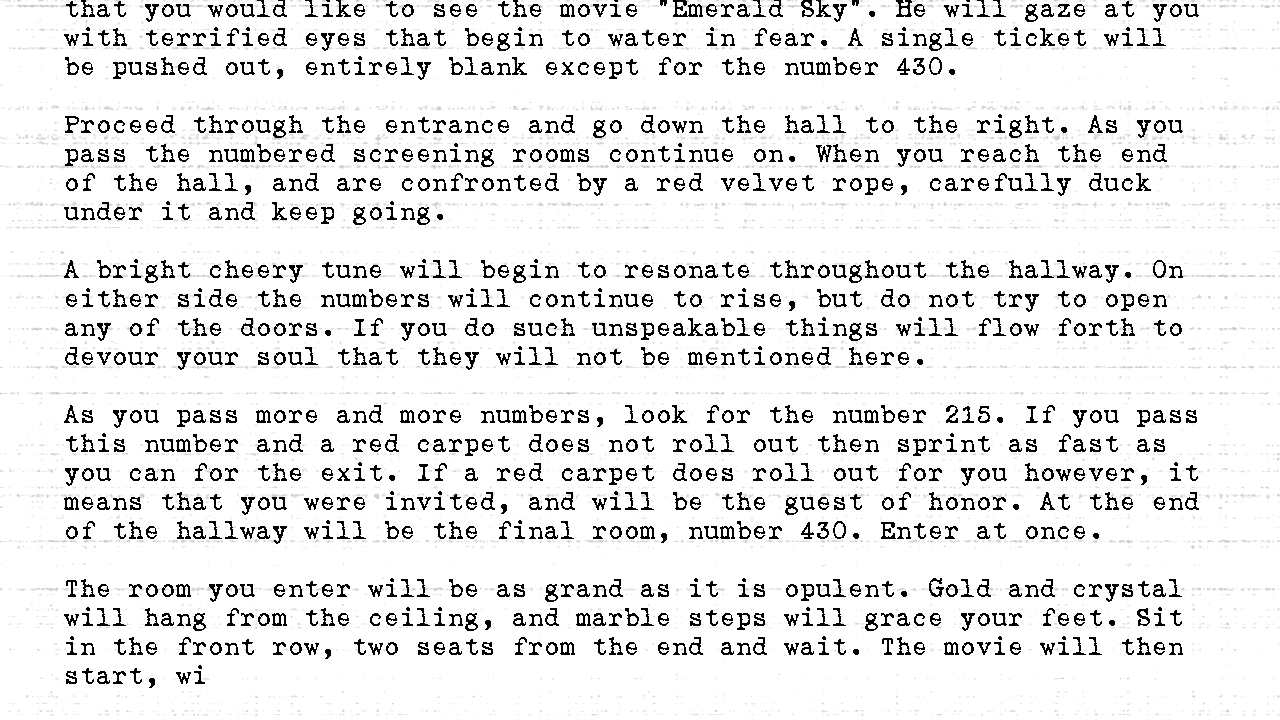 that you would like to see the movie "Emerald Sky". He will gaze at you
with terrified eyes that begin to water in fear. A single ticket will
be pushed out, entirely blank except for the number 430.
Proceed through the entrance and go down the hall to the right. As you
pass the numbered screening rooms continue on. When you reach the end
of the hall, and are confronted by a red velvet rope, carefully duck
under it and keep going.
A bright cheery tune will begin to resonate throughout the hallway. On
either side the numbers will continue to rise, but do not try to open
any of the doors. If you do such unspeakable things will flow forth to
devour your soul that they will not be mentioned here.
As you pass more and more numbers, look for the number 215. If you pass
this number and a red carpet does not roll out then sprint as fast as
you can for the exit. If a red carpet does roll out for you however, it
means that you were invited, and will be the guest of honor. At the end
of the hallway will be the final room, number 430. Enter at once.
The room you enter will be as grand as it is opulent. Gold and crystal
will hang from the ceiling, and marble steps will grace your feet. Sit
in the front row, two seats from the end and wait. The movie will then
start, wi